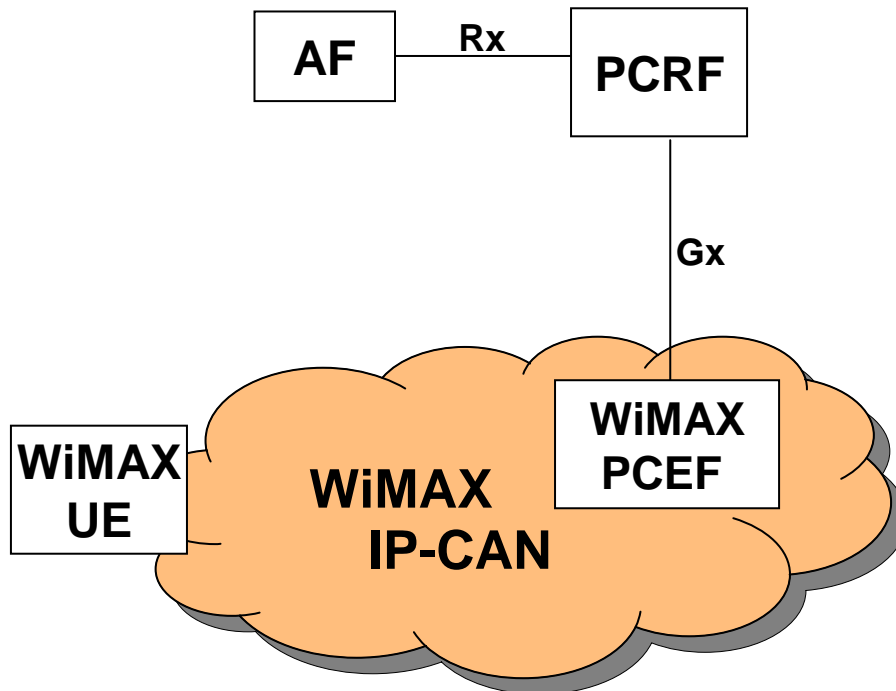 AF
Rx
PCRF
Gx
WiMAX
PCEF
WiMAX
UE
WiMAX
IP-CAN